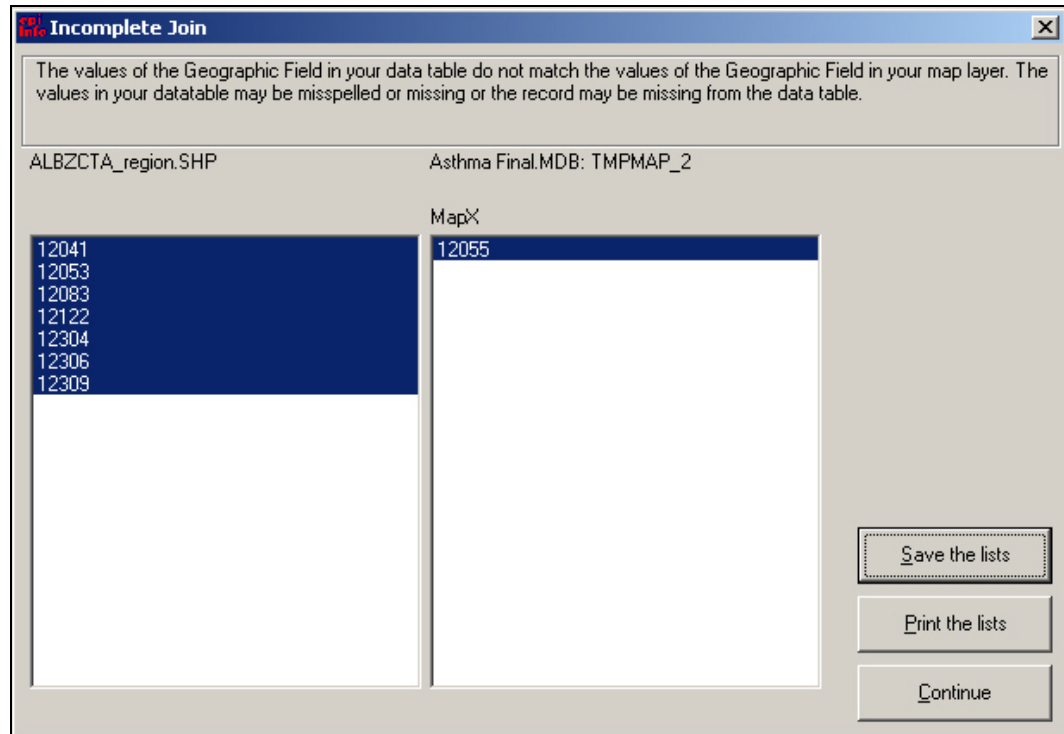 epi info Incomplete Join
The values of the Geographic Field in your data table do not match the values of the Geographic Field in your map layer. The
values in your datatable may be misspelled or missing or the record may be missing from the data table.
ALBZCTA_region.SHP
Asthma Final.MDB: TMPMAP_2
MapX
12041
12053
12083
12122
12304
12306
12309
12055
Save the lists
Print the lists
Continue